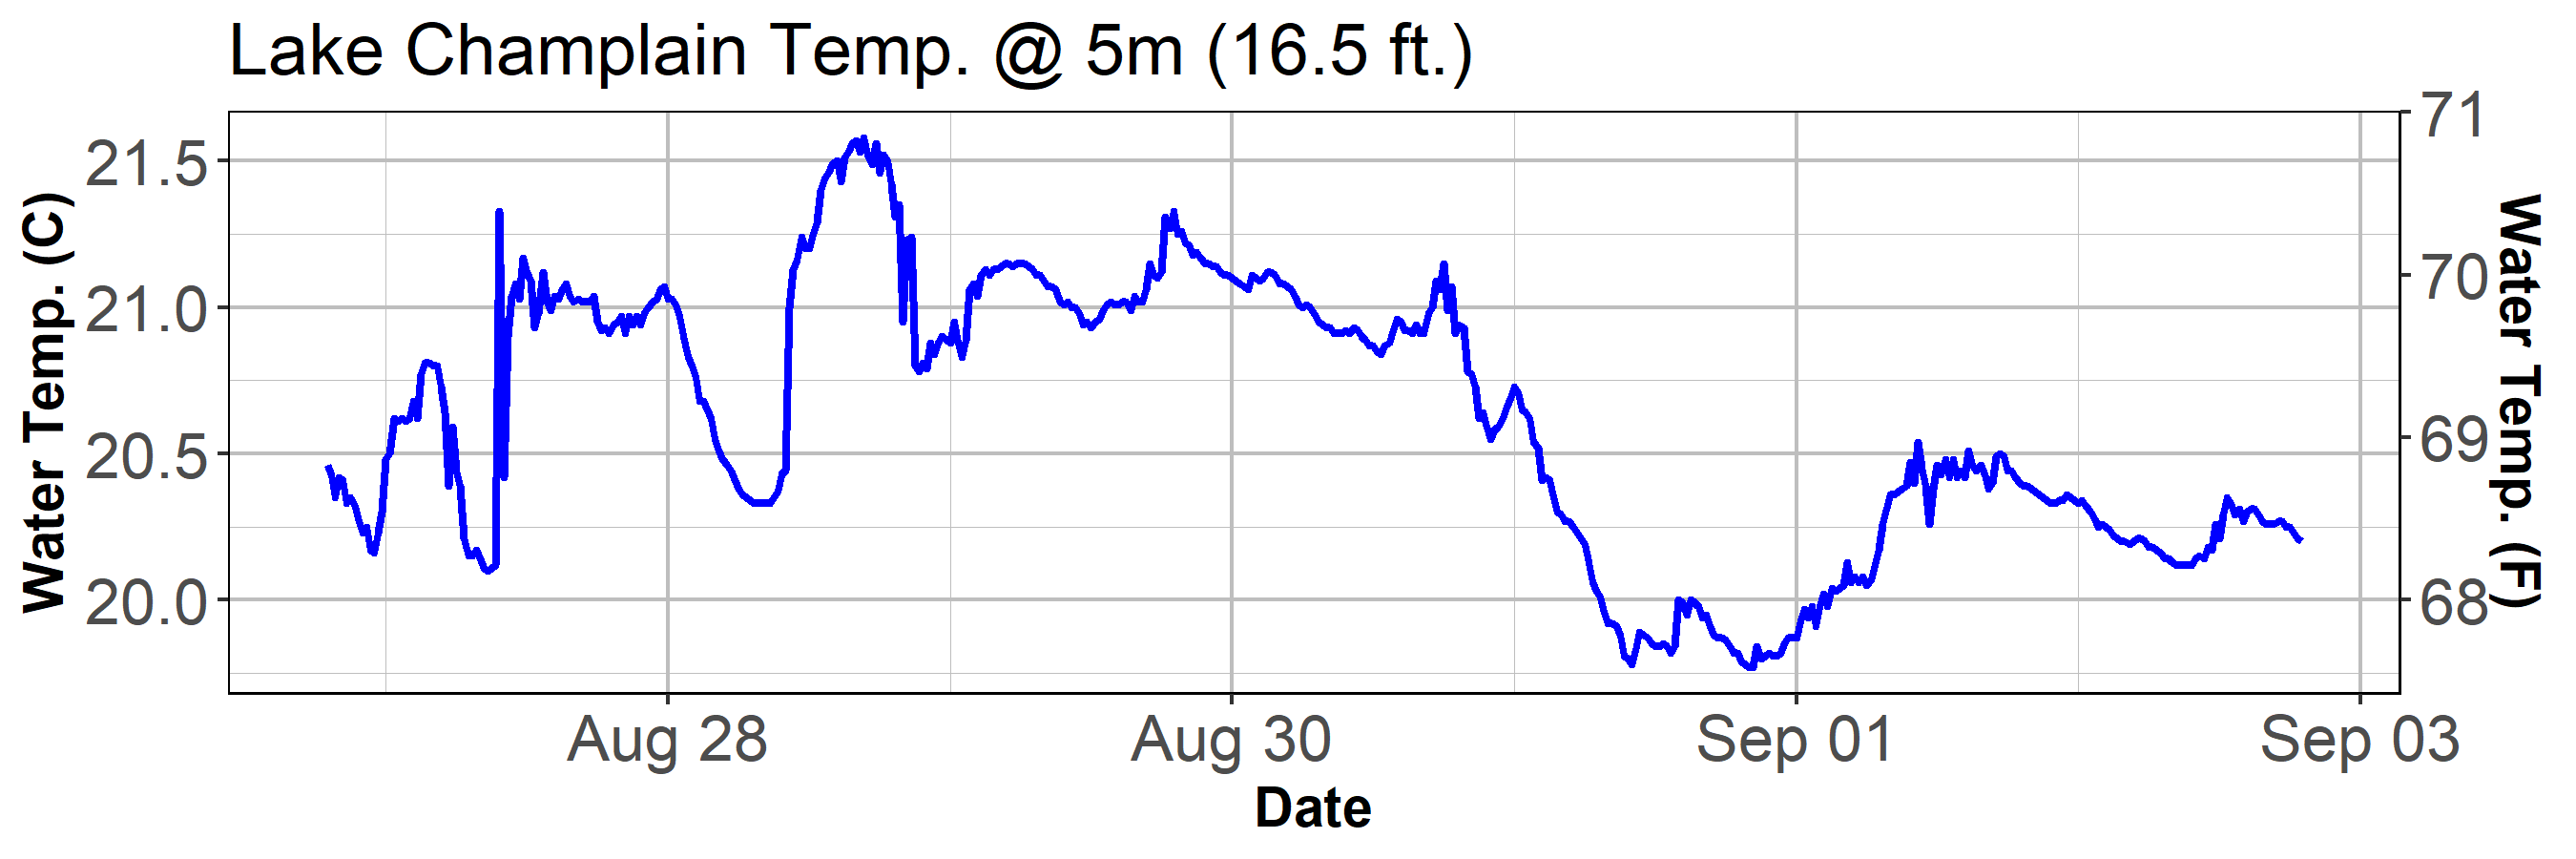 Lake Champlain Temp. @ 5m (16.5 ft.)
Water Temp. (C)
21.5
21.0
20.5
20.0
71
70
69
68
Water Temp. (F)
Aug 28
Aug 30
Sep 01
Sep 03
Date